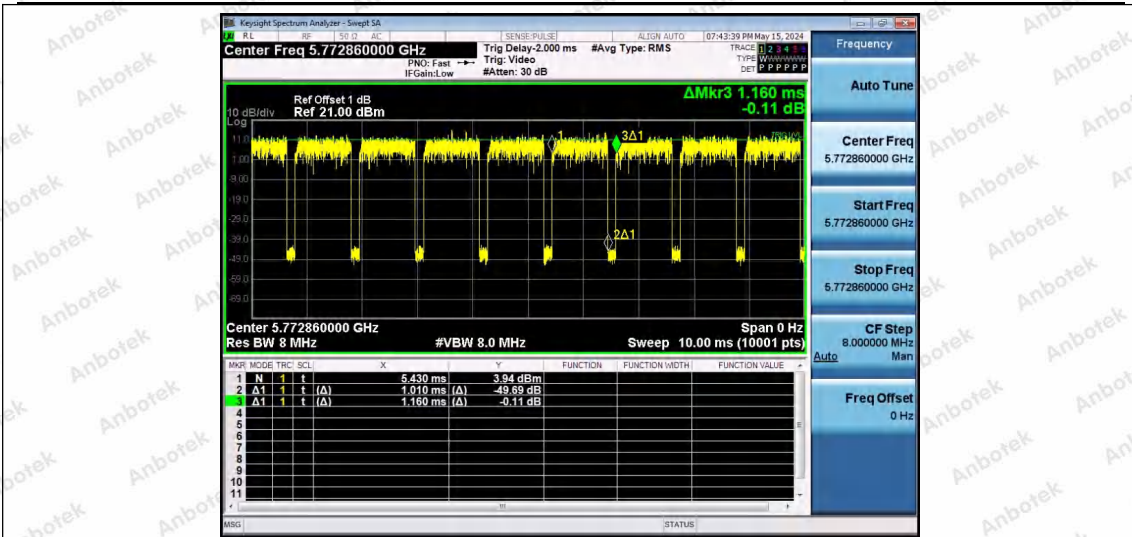 Keysight Spectrum Analyzer - Swept SA
RL RF 50 Ω AC SENSE:PULSE ALIGN AUTO 07:43:39 PM May 15, 2024
Center Freq 5.772860000 GHz
PNO: Fast
IFGain:Low
Trig Delay-2.000 ms
Trig: Video
#Atten: 30 dB
#Avg Type: RMS
TRACE 1 2 3 4 5 6
TYPE WWWWWW
DET P P P P P P
ΔMkr3 1.160 ms
-0.11 dB
Ref Offset 1 dB
10 dB/div Ref 21.00 dBm
Log
11.0
1.00
-9.00
-19.0
-29.0
-39.0
-49.0
-59.0
-69.0
1
3Δ1
2Δ1
Center 5.772860000 GHz Span 0 Hz
Res BW 8 MHz #VBW 8.0 MHz Sweep 10.00 ms (10001 pts)
MKR MODE TRC SCL X Y FUNCTION FUNCTION WIDTH FUNCTION VALUE
1 N 1 t 5.430 ms 3.94 dBm
2 Δ1 1 t (Δ) 1.010 ms (Δ) -49.69 dB
3 Δ1 1 t (Δ) 1.160 ms (Δ) -0.11 dB
4
5
6
7
8
9
10
11
MSG STATUS
Frequency
Auto Tune
Center Freq
5.772860000 GHz
Start Freq
5.772860000 GHz
Stop Freq
5.772860000 GHz
CF Step
8.000000 MHz
Auto Man
Freq Offset
0 Hz
Anbotek